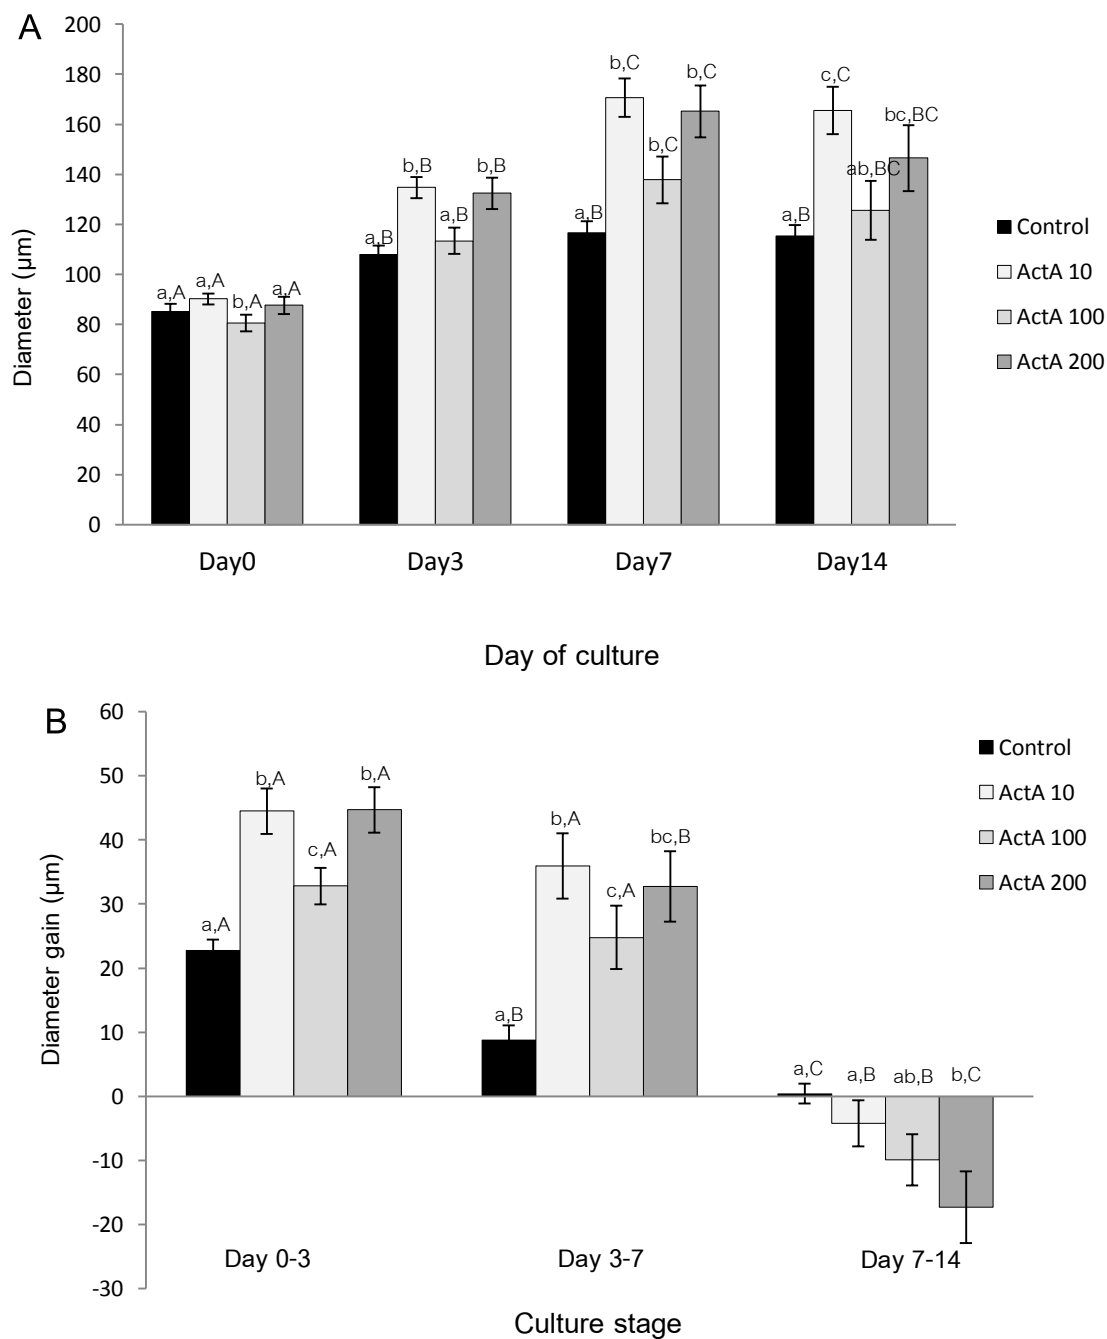 A
200
180
160
140
120
100
80
60
40
20
0
Diameter (μm)
a,A
a,A
b,A
a,A
a,B
b,B
a,B
b,B
a,B
b,C
b,C
b,C
a,B
c,C
ab,BC
bc,BC
Day0
Day3
Day7
Day14
Control
ActA 10
ActA 100
ActA 200
Day of culture
B
60
50
40
30
20
10
0
-10
-20
-30
Diameter gain (μm)
a,A
b,A
c,A
b,A
a,B
b,A
c,A
bc,B
a,C
a,B
ab,B
b,C
Day 0-3
Day 3-7
Day 7-14
Control
ActA 10
ActA 100
ActA 200
Culture stage